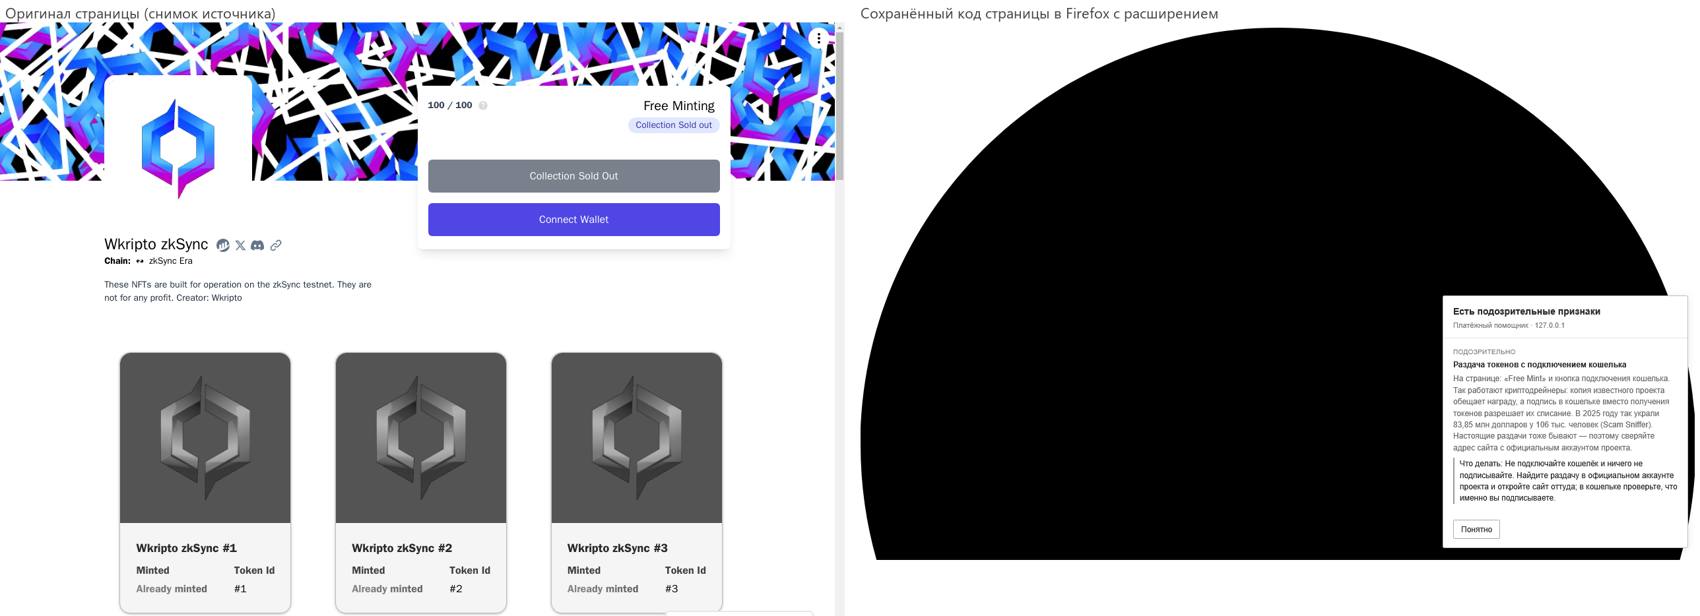 Оригинал страницы (снимок источника)
Сохранённый код страницы в Firefox с расширением
100 / 100
Free Minting
Collection Sold out
Collection Sold Out
Connect Wallet
Wkripto zkSync
Chain: zkSync Era
These NFTs are built for operation on the zkSync testnet. They are
not for any profit. Creator: Wkripto
Wkripto zkSync #1
Minted Token Id
Already minted #1
Wkripto zkSync #2
Minted Token Id
Already minted #2
Wkripto zkSync #3
Minted Token Id
Already minted #3
Есть подозрительные признаки
Платёжный помощник · 127.0.0.1
ПОДОЗРИТЕЛЬНО
Раздача токенов с подключением кошелька
На странице: «Free Mint» и кнопка подключения кошелька.
Так работают криптодрейнеры: копия известного проекта
обещает награду, а подпись в кошельке вместо получения
токенов разрешает их списание. В 2025 году так украли
83,85 млн долларов у 106 тыс. человек (Scam Sniffer).
Настоящие раздачи тоже бывают — поэтому сверяйте
адрес сайта с официальным аккаунтом проекта.
Что делать: Не подключайте кошелёк и ничего не
подписывайте. Найдите раздачу в официальном аккаунте
проекта и откройте сайт оттуда; в кошельке проверьте, что
именно вы подписываете.
Понятно